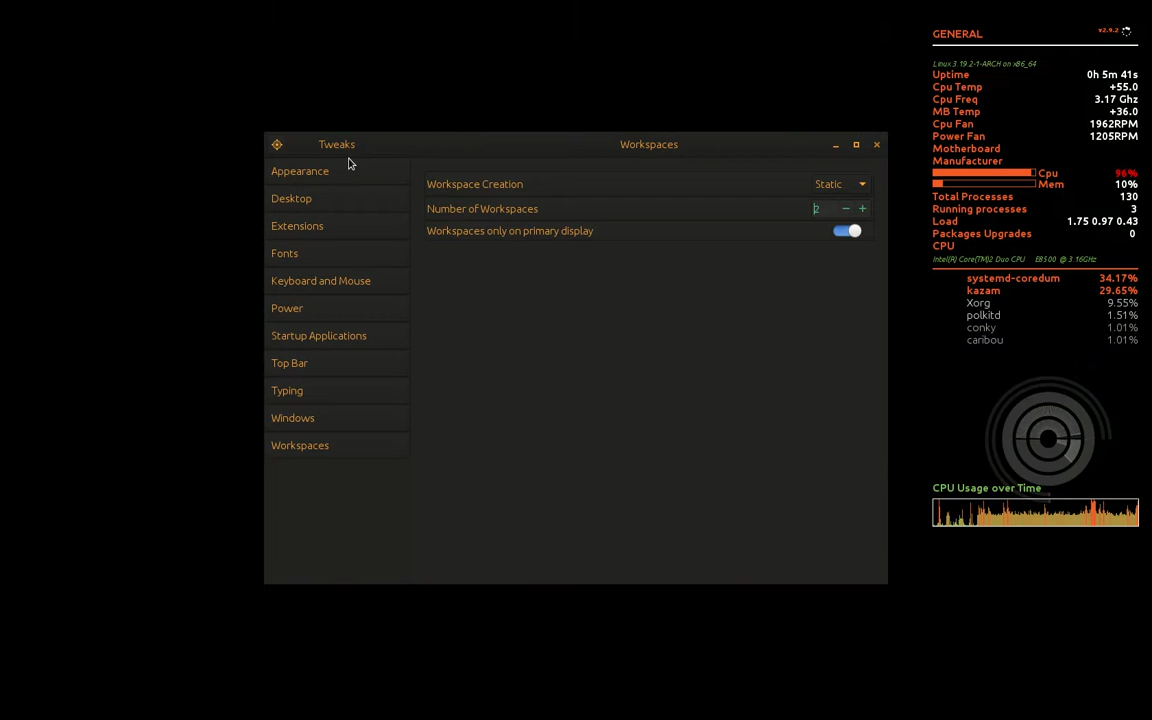 Tweaks
Workspaces
Appearance
Desktop
Extensions
Fonts
Keyboard and Mouse
Power
Startup Applications
Top Bar
Typing
Windows
Workspaces
Workspace Creation Static
Number of Workspaces 2 − +
Workspaces only on primary display
GENERAL v2.9.2
Linux 3.19.2-1-ARCH on x86_64
Uptime 0h 5m 41s
Cpu Temp +55.0
Cpu Freq 3.17 Ghz
MB Temp +36.0
Cpu Fan 1962RPM
Power Fan 1205RPM
Motherboard
Manufacturer
Cpu 96%
Mem 10%
Total Processes 130
Running processes 3
Load 1.75 0.97 0.43
Packages Upgrades 0
CPU
Intel(R) Core(TM)2 Duo CPU E8500 @ 3.16GHz
systemd-coredum 34.17%
kazam 29.65%
Xorg 9.55%
polkitd 1.51%
conky 1.01%
caribou 1.01%
CPU Usage over Time